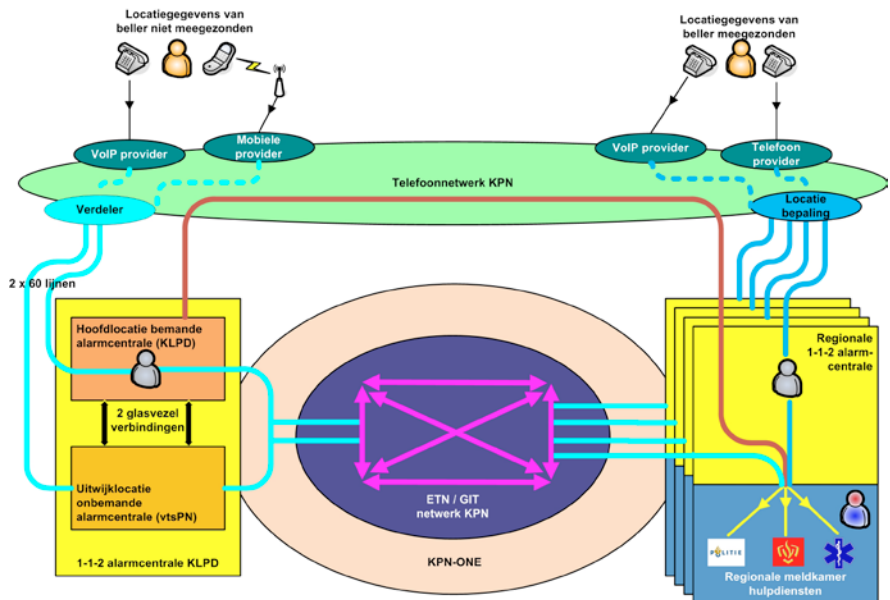 Locatiegegevens van
beller niet meegezonden
Locatiegegevens van
beller meegezonden
VoIP provider
Mobiele
provider
VoIP provider
Telefoon
provider
Telefoonnetwerk KPN
Verdeler
Locatie
bepaling
2 x 60 lijnen
Hoofdlocatie bemande
alarmcentrale (KLPD)
2 glasvezel
verbindingen
Uitwijklocatie
onbemande
alarmcentrale (vtsPN)
1-1-2 alarmcentrale KLPD
ETN / GIT
netwerk KPN
KPN-ONE
Regionale
1-1-2 alarm-
centrale
POLITIE
Regionale meldkamer
hulpdiensten